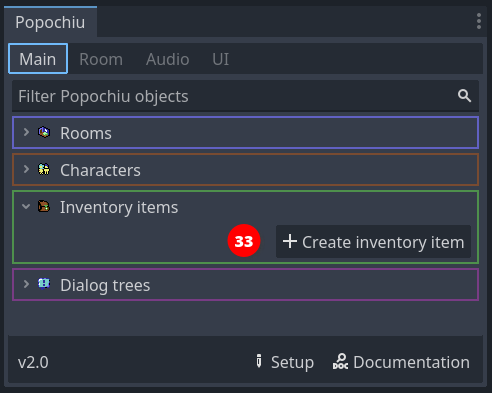 Popochiu
Main Room Audio UI
Filter Popochiu objects
Rooms
Characters
Inventory items
33 + Create inventory item
Dialog trees
v2.0 Setup DOC Documentation